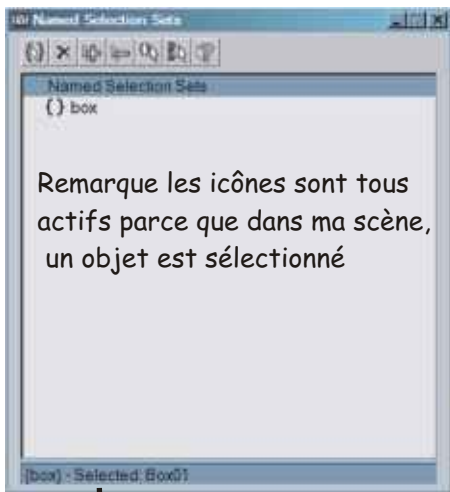 Named Selection Sets
Named Selection Sets
{} box
Remarque les icônes sont tous
actifs parce que dans ma scène,
un objet est sélectionné
{box} - Selected: Box01